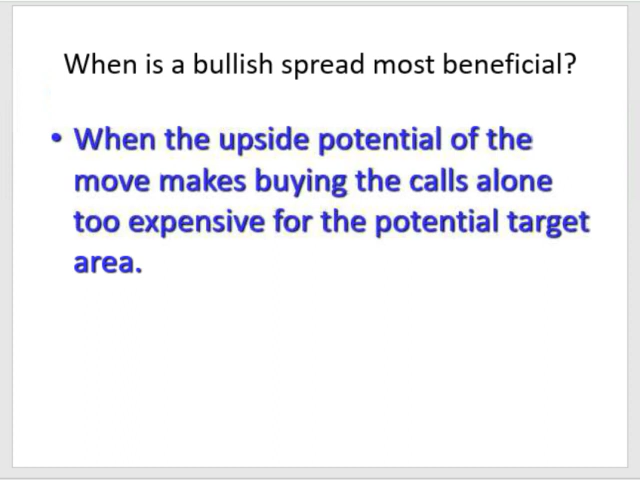 When is a bullish spread most beneficial?
• When the upside potential of the
move makes buying the calls alone
too expensive for the potential target
area.